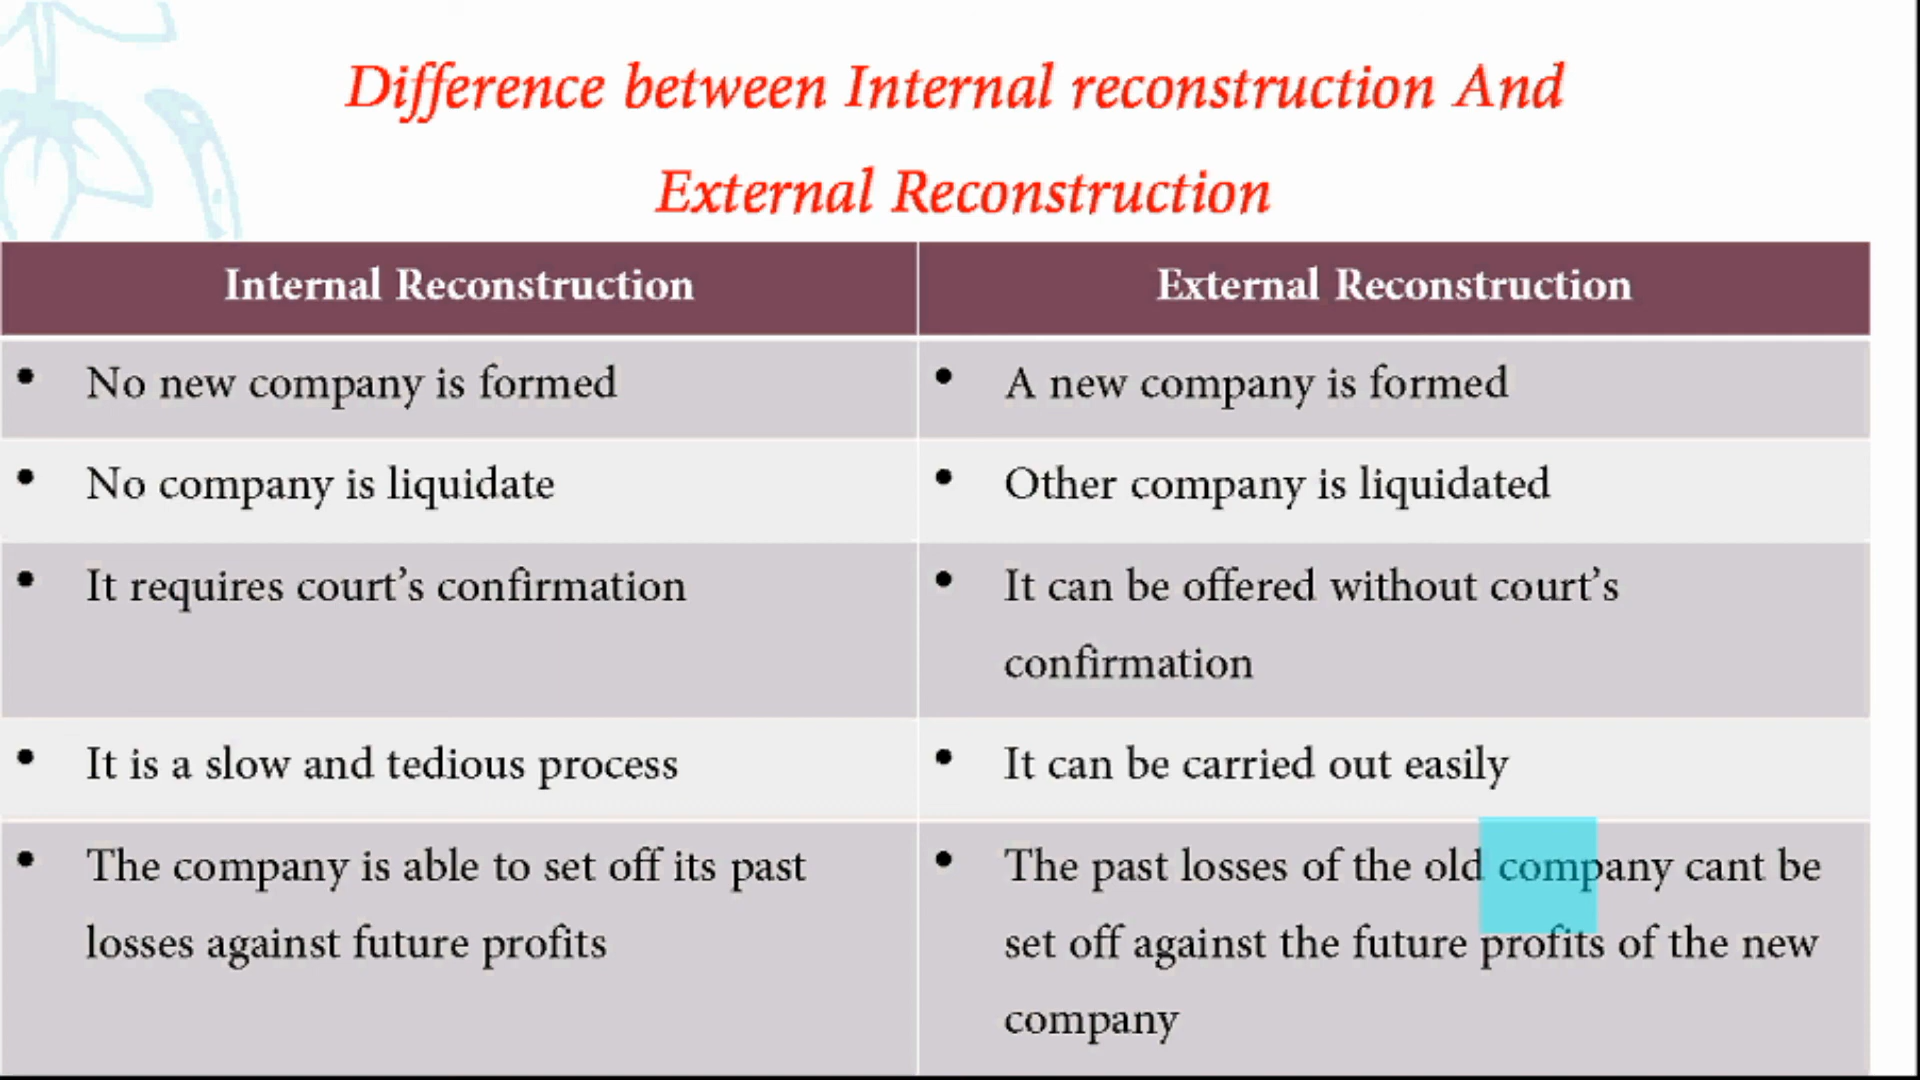 Difference between Internal reconstruction And
External Reconstruction
Internal Reconstruction
External Reconstruction
• No new company is formed
• A new company is formed
• No company is liquidate
• Other company is liquidated
• It requires court’s confirmation
• It can be offered without court’s
confirmation
• It is a slow and tedious process
• It can be carried out easily
• The company is able to set off its past
losses against future profits
• The past losses of the old company cant be
set off against the future profits of the new
company